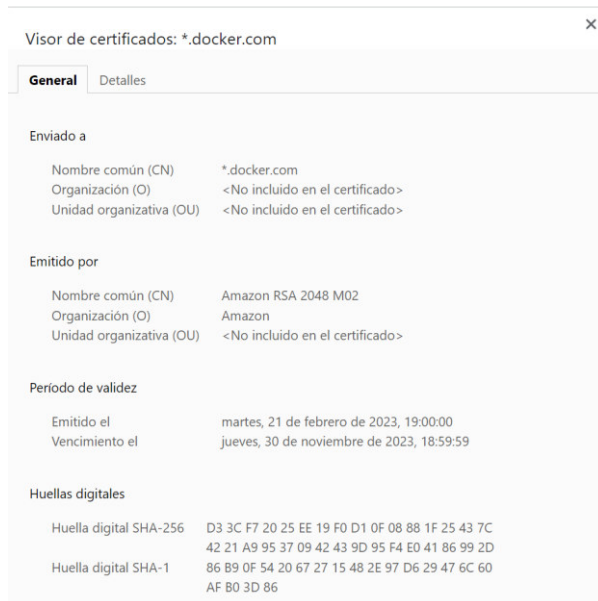 Visor de certificados: *.docker.com
General Detalles
Enviado a
Nombre común (CN) *.docker.com
Organización (O) <No incluido en el certificado>
Unidad organizativa (OU) <No incluido en el certificado>
Emitido por
Nombre común (CN) Amazon RSA 2048 M02
Organización (O) Amazon
Unidad organizativa (OU) <No incluido en el certificado>
Período de validez
Emitido el martes, 21 de febrero de 2023, 19:00:00
Vencimiento el jueves, 30 de noviembre de 2023, 18:59:59
Huellas digitales
Huella digital SHA-256 D3 3C F7 20 25 EE 19 F0 D1 0F 08 88 1F 25 43 7C
42 21 A9 95 37 09 42 43 9D 95 F4 E0 41 86 99 2D
Huella digital SHA-1 86 B9 0F 54 20 67 27 15 48 2E 97 D6 29 47 6C 60
AF B0 3D 86